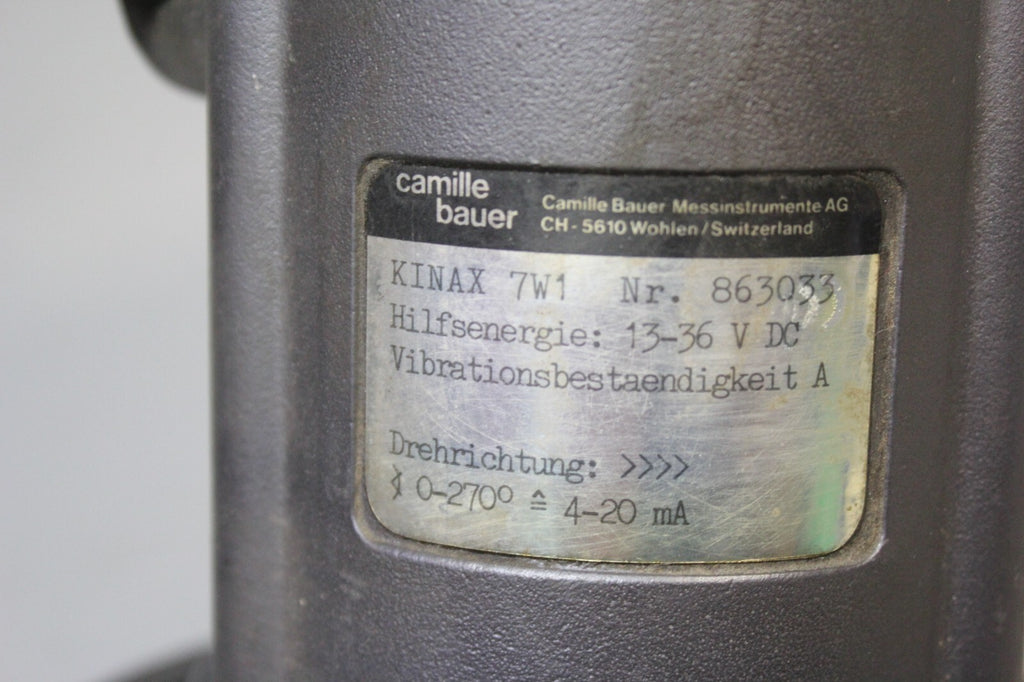 camille
bauer
Camille Bauer Messinstrumente AG
CH - 5610 Wohlen / Switzerland
KINAX 7W1 Nr. 863033
Hilfsenergie: 13-36 V DC
Vibrationsbestaendigkeit A
Drehrichtung: >>>>
∢ 0-270° ≙ 4-20 mA